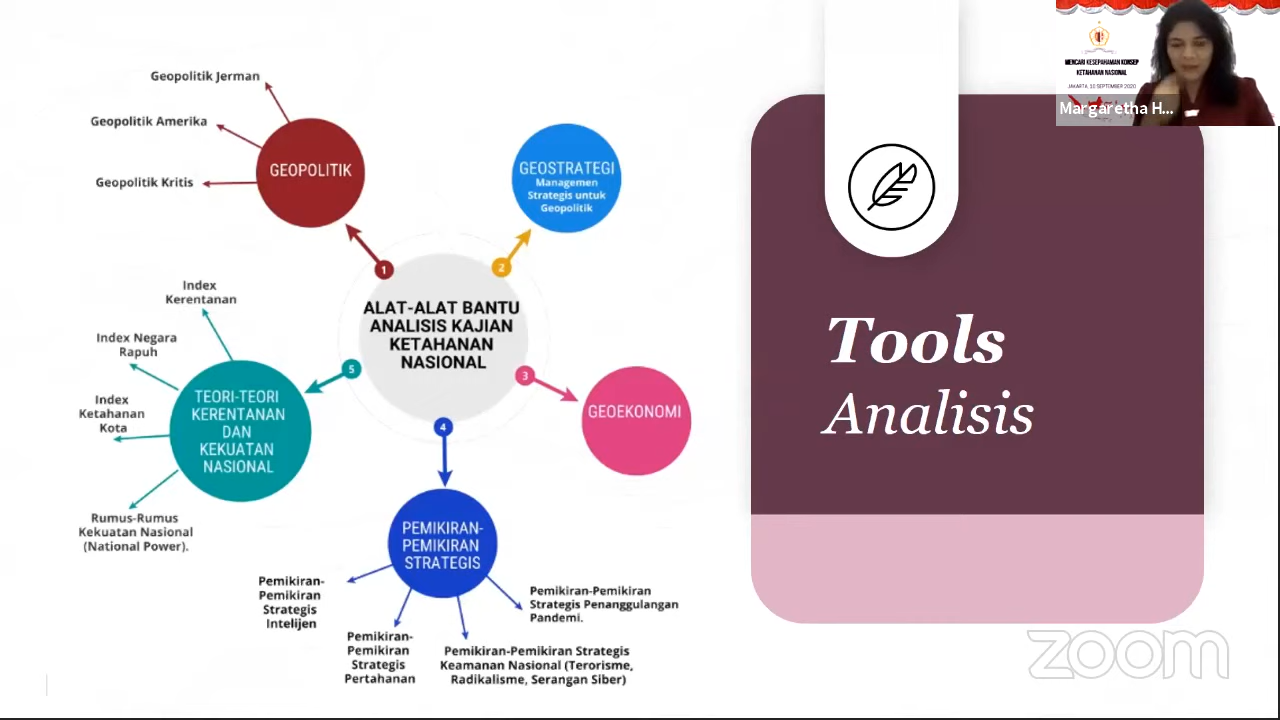 Geopolitik Jerman
Geopolitik Amerika
Geopolitik Kritis
GEOPOLITIK
GEOSTRATEGI
Managemen
Strategis untuk
Geopolitik
1
2
ALAT-ALAT BANTU
ANALISIS KAJIAN
KETAHANAN
NASIONAL
3
GEOEKONOMI
4
5
Index
Kerentanan
Index Negara
Rapuh
Index
Ketahanan
Kota
TEORI-TEORI
KERENTANAN
DAN
KEKUATAN
NASIONAL
Rumus-Rumus
Kekuatan Nasional
(National Power).
PEMIKIRAN-
PEMIKIRAN
STRATEGIS
Pemikiran-
Pemikiran
Strategis
Intelijen
Pemikiran-
Pemikiran
Strategis
Pertahanan
Pemikiran-Pemikiran Strategis
Keamanan Nasional (Terorisme,
Radikalisme, Serangan Siber)
Pemikiran-Pemikiran
Strategis Penanggulangan
Pandemi.
Tools
Analisis
MENCARI KESEPAHAMAN KONSEP
KETAHANAN NASIONAL
JAKARTA, 10 SEPTEMBER 2020
Margaretha H...
zoom